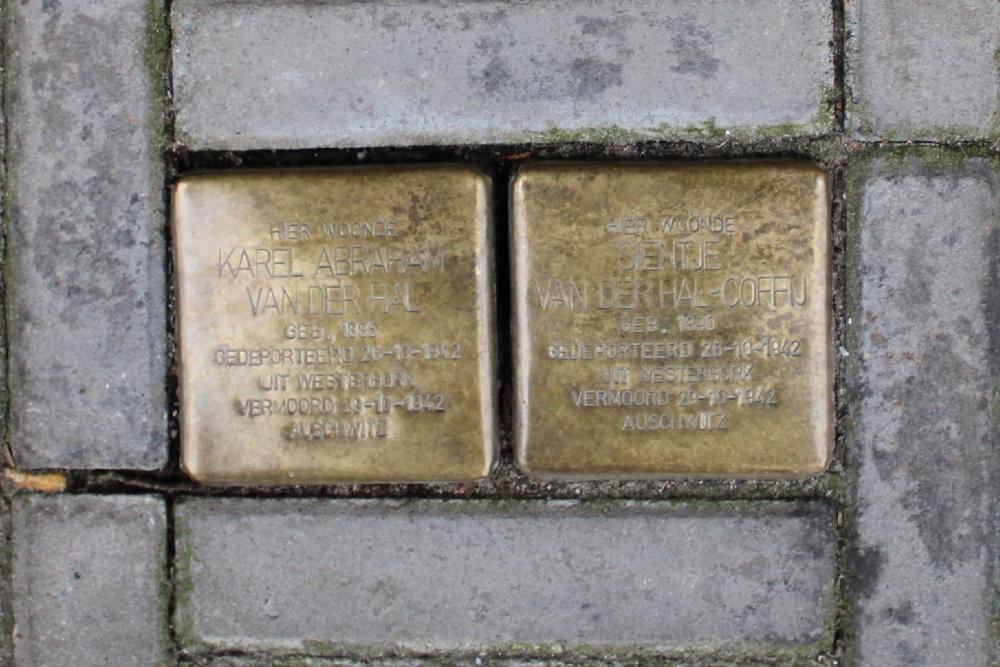 HIER WOONDE
KAREL ABRAHAM
VAN DER HAL
GEB. 1885
GEDEPORTEERD 26-10-1942
UIT WESTERBORK
VERMOORD 29-10-1942
AUSCHWITZ
HIER WOONDE
SIENTJE
VAN DER HAL-COFFIJ
GEB. 1890
GEDEPORTEERD 26-10-1942
UIT WESTERBORK
VERMOORD 29-10-1942
AUSCHWITZ